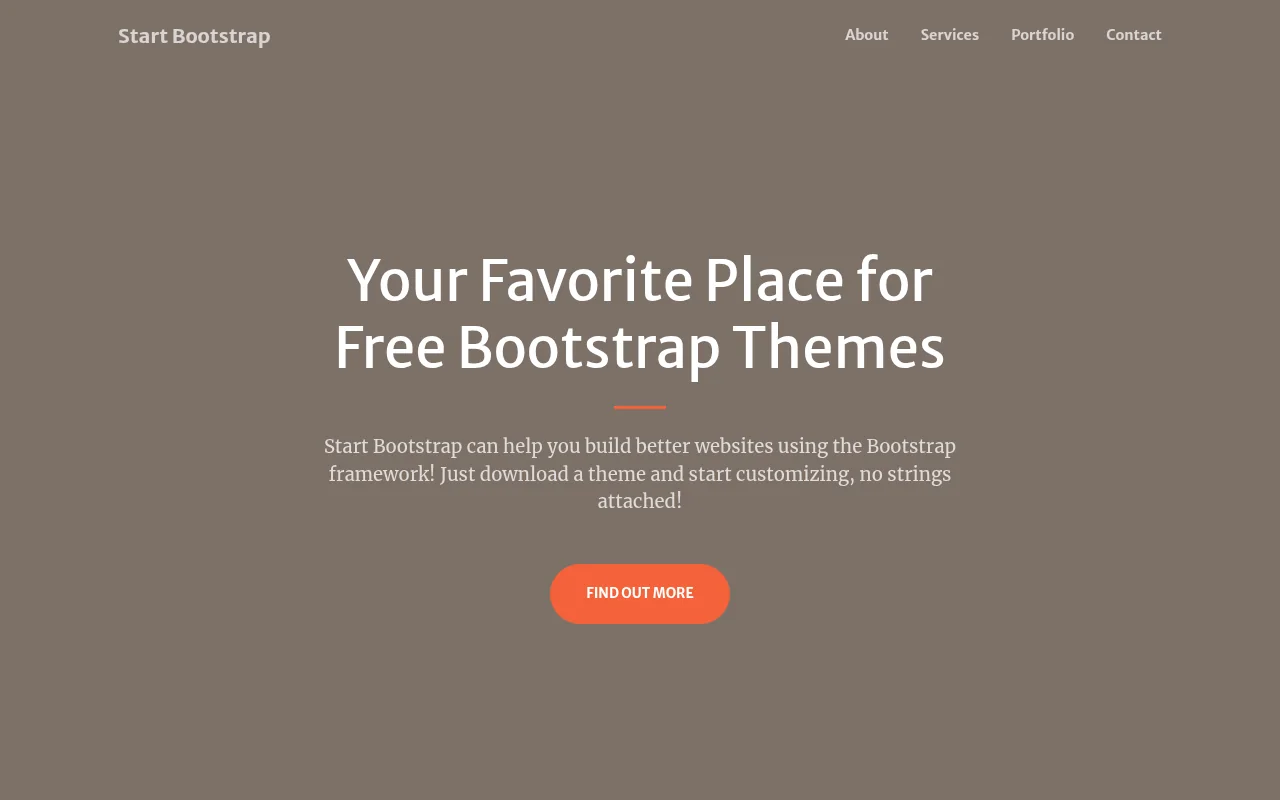 Start Bootstrap
About
Services
Portfolio
Contact
Your Favorite Place for
Free Bootstrap Themes
Start Bootstrap can help you build better websites using the Bootstrap
framework! Just download a theme and start customizing, no strings
attached!
FIND OUT MORE